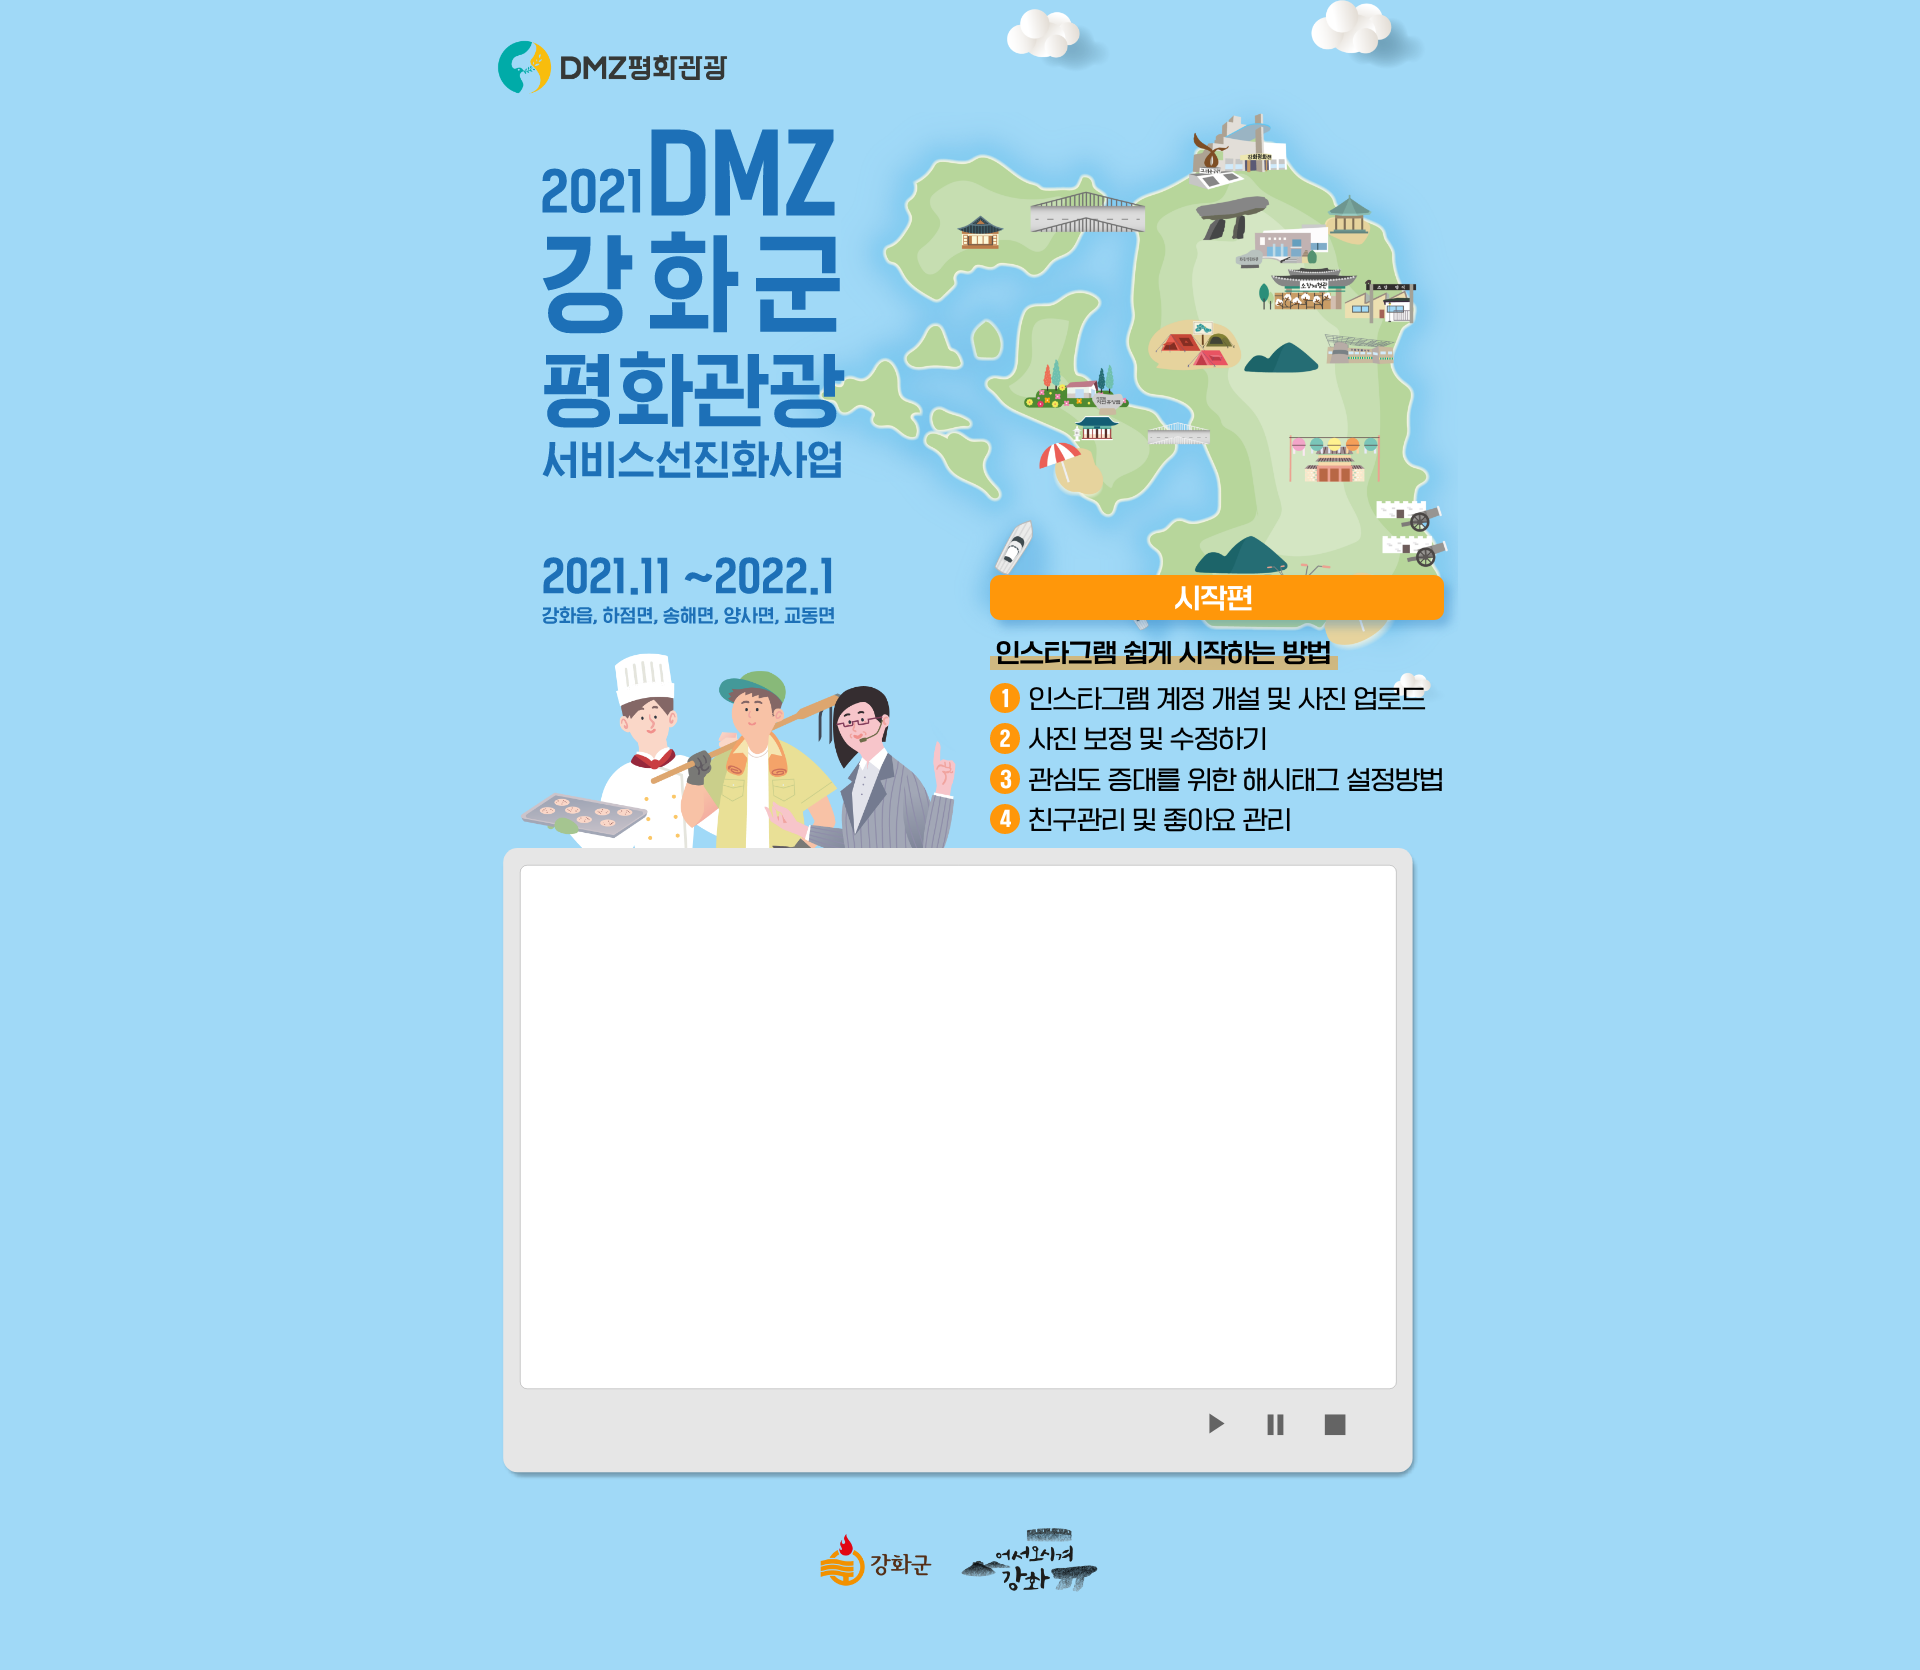 DMZ평화관광
2021 DMZ
강화군
평화관광
서비스선진화사업
2021.11 ~2022.1
강화읍, 하점면, 송해면, 양사면, 교동면
시작편
인스타그램 쉽게 시작하는 방법
1 인스타그램 계정 개설 및 사진 업로드
2 사진 보정 및 수정하기
3 관심도 증대를 위한 해시태그 설정방법
4 친구관리 및 좋아요 관리
강화군
어서오시겨
강화